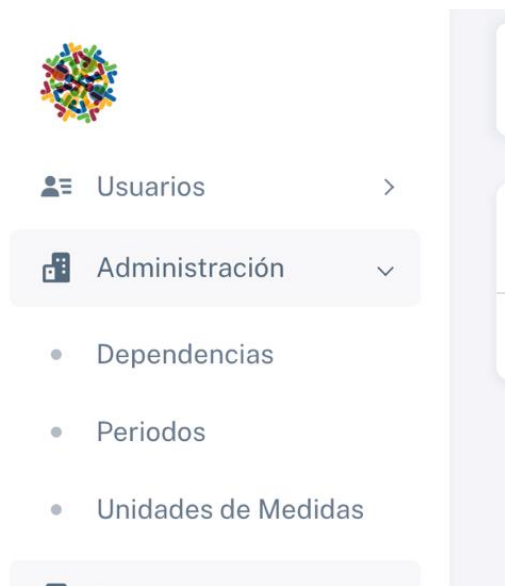 Usuarios
Administración
Dependencias
Periodos
Unidades de Medidas